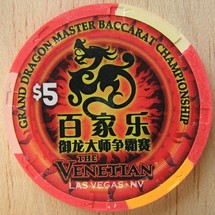 GRAND DRAGON MASTER BACCARAT CHAMPIONSHIP
$5
百家乐
御龙大师争霸赛
THE
VENETIAN
LAS VEGAS • NV